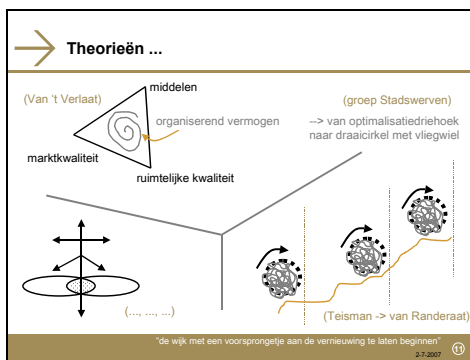 Theorieën ...
middelen
(Van ‘t Verlaat)
(groep Stadswerven)
organiserend vermogen
--> van optimalisatiedriehoek
naar draaicirkel met vliegwiel
marktkwaliteit
ruimtelijke kwaliteit
(..., ..., ...)
(Teisman -> van Randeraat)
“de wijk met een voorsprongetje aan de vernieuwing te laten beginnen”
2-7-2007
11